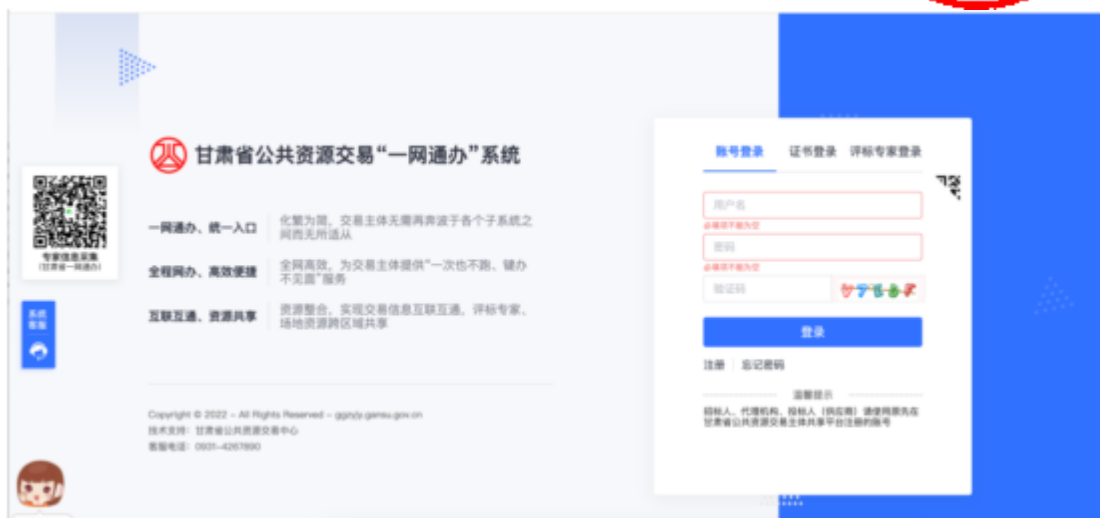 甘肃省公共资源交易“一网通办”系统
一网通办、统一入口
化繁为简，交易主体无需再奔波于各个子系统之
间而无所适从
全程网办、高效便捷
全网高效，为交易主体提供“一次也不跑、键办
不见面”服务
互联互通、资源共享
资源整合，实现交易信息互联互通，评标专家、
场地资源跨区域共享
Copyright © 2022 - All Rights Reserved - ggzyjy.gansu.gov.cn
技术支持：甘肃省公共资源交易中心
客服电话：0931-4267890
专家信息采集
(甘肃省一网通办)
系统
客服
账号登录 证书登录 评标专家登录
用户名
必填项不能为空
密码
必填项不能为空
验证码
登录
注册 忘记密码
温馨提示
招标人、代理机构、投标人（供应商）请使用原先在
甘肃省公共资源交易主体共享平台注册的账号